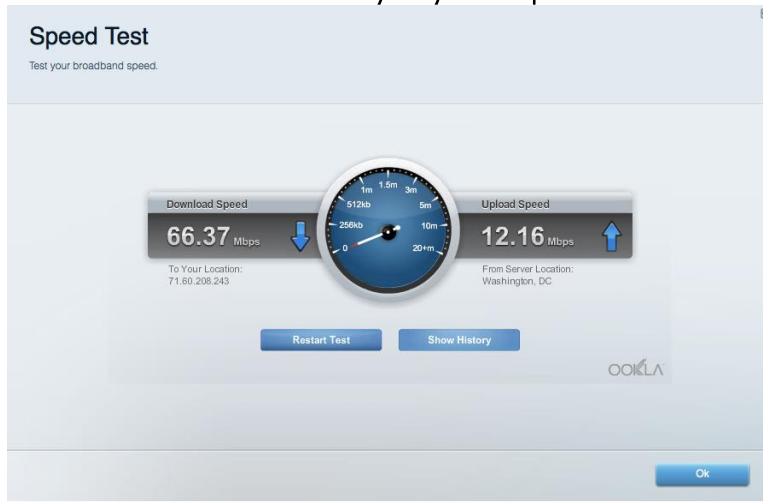 Speed Test
Test your broadband speed.
Download Speed
66.37 Mbps
To Your Location:
71.60.208.243
0
256kb
512kb
1m
1.5m
3m
5m
10m
20+m
Upload Speed
12.16 Mbps
From Server Location:
Washington, DC
Restart Test
Show History
OOKLA
Ok